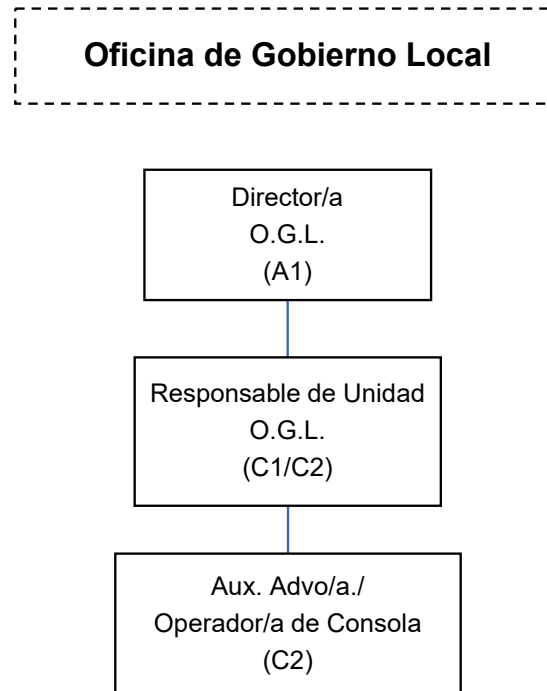 Oficina de Gobierno Local
Director/a
O.G.L.
(A1)
Responsable de Unidad
O.G.L.
(C1/C2)
Aux. Advo/a./
Operador/a de Consola
(C2)